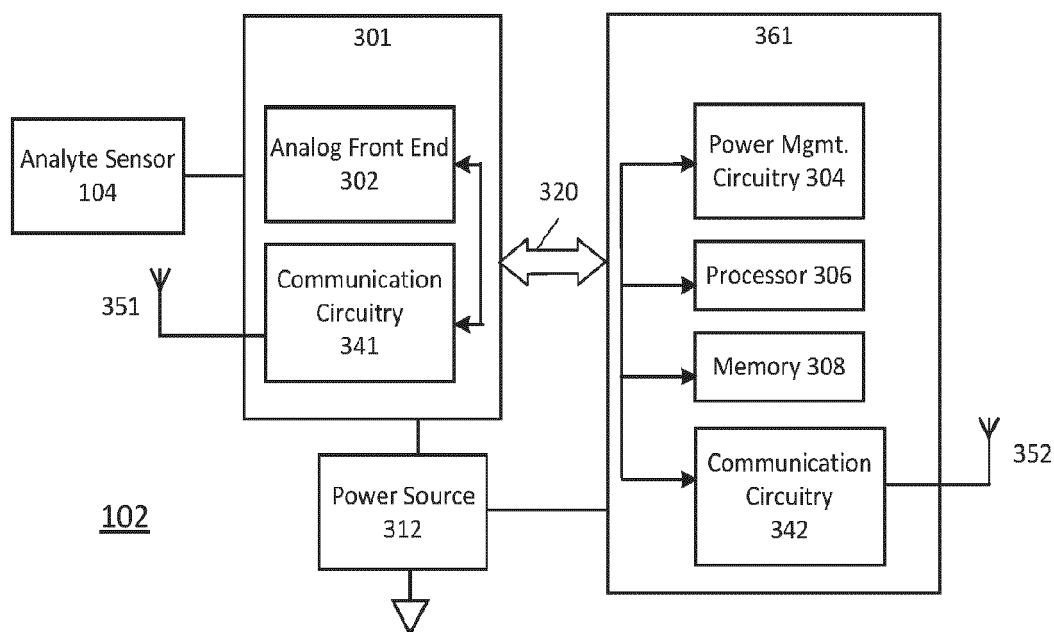 301
Analog Front End
302
Communication
Circuitry
341
Analyte Sensor
104
351
320
361
Power Mgmt.
Circuitry 304
Processor 306
Memory 308
Communication
Circuitry
342
352
Power Source
312
102